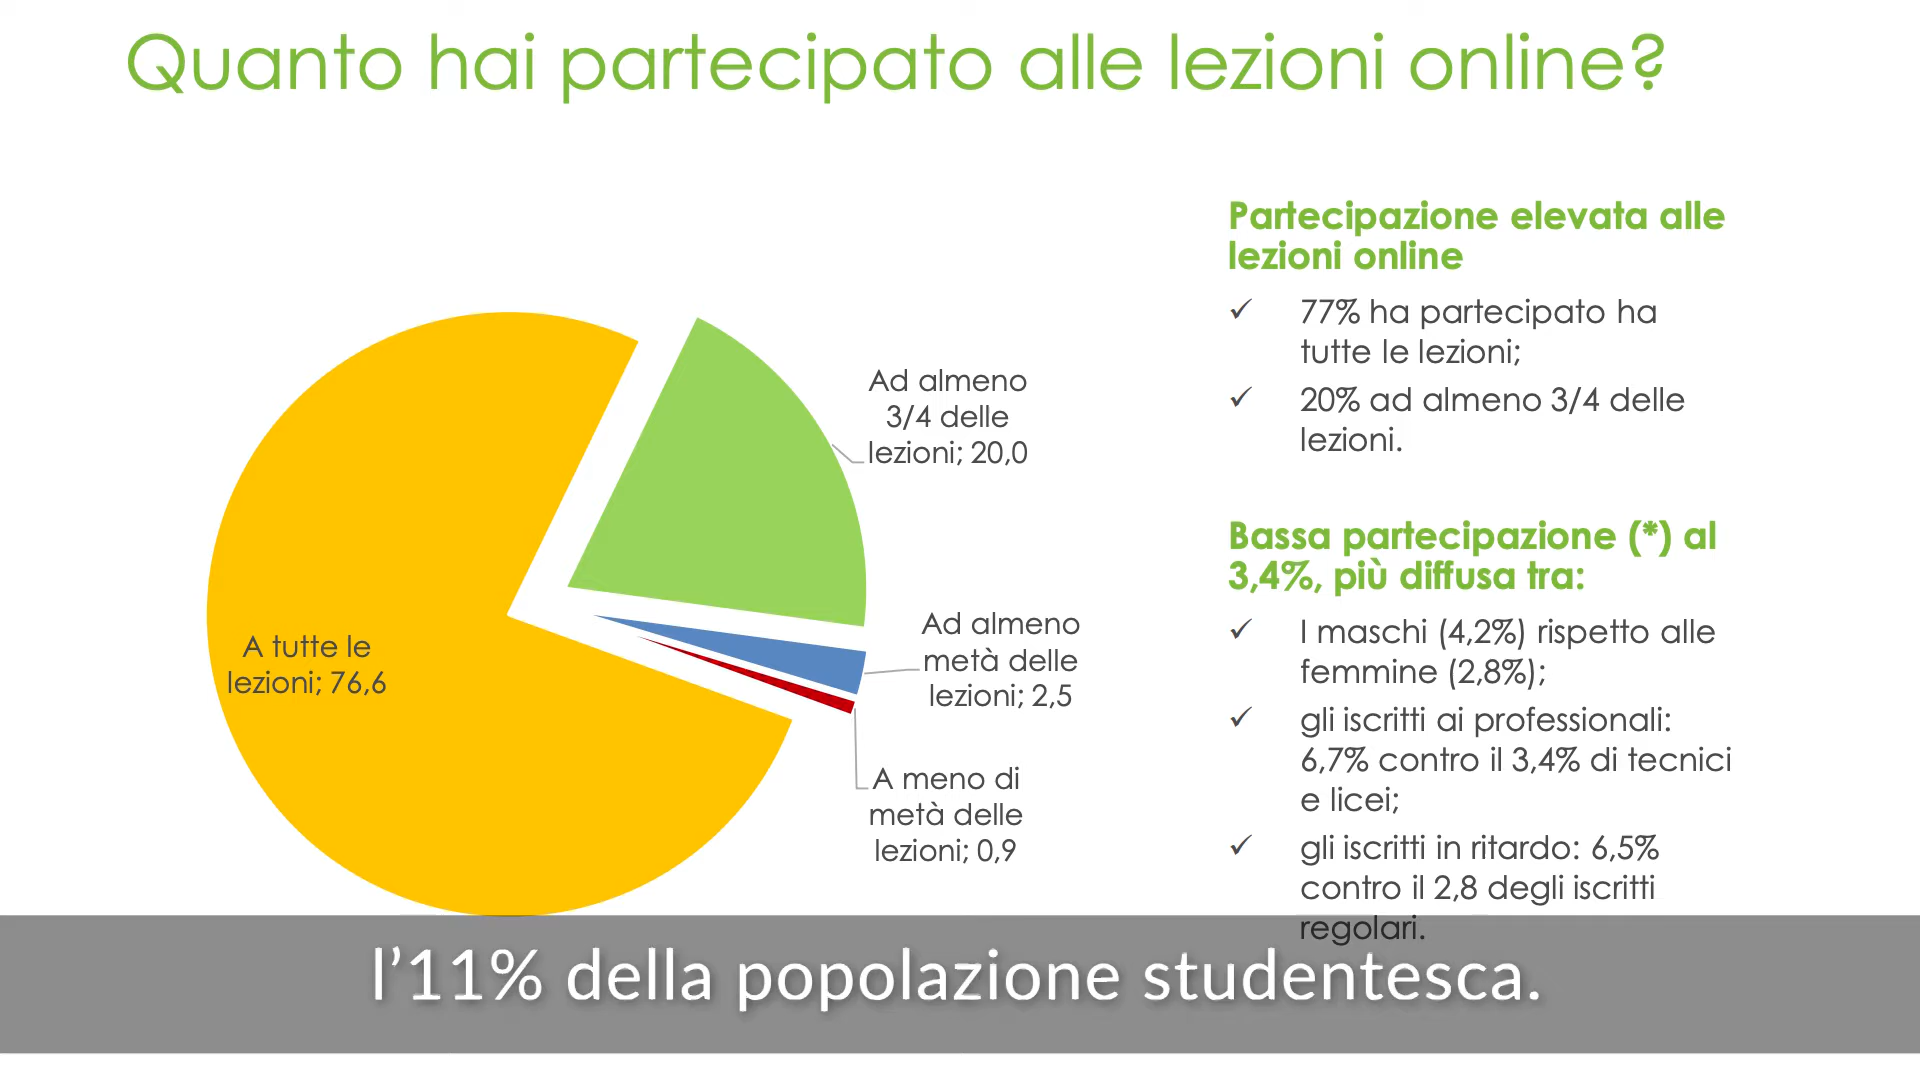 Quanto hai partecipato alle lezioni online?
A tutte le
lezioni; 76,6
Ad almeno
3/4 delle
lezioni; 20,0
Ad almeno
metà delle
lezioni; 2,5
A meno di
metà delle
lezioni; 0,9
Partecipazione elevata alle
lezioni online
✓ 77% ha partecipato ha
tutte le lezioni;
✓ 20% ad almeno 3/4 delle
lezioni.
Bassa partecipazione (*) al
3,4%, più diffusa tra:
✓ I maschi (4,2%) rispetto alle
femmine (2,8%);
✓ gli iscritti ai professionali:
6,7% contro il 3,4% di tecnici
e licei;
✓ gli iscritti in ritardo: 6,5%
contro il 2,8 degli iscritti
regolari.
l’11% della popolazione studentesca.